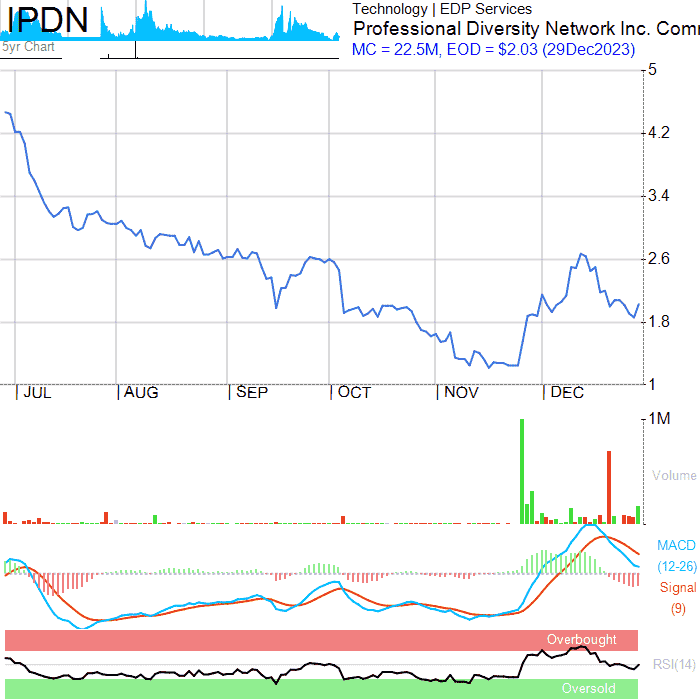 IPDN
5yr Chart
Technology | EDP Services
Professional Diversity Network Inc. Comm
MC = 22.5M, EOD = $2.03 (29Dec2023)
5
4.2
3.4
2.6
1.8
1
JUL AUG SEP OCT NOV DEC
1M
Volume
MACD
(12-26)
Signal
(9)
Overbought
RSI(14)
Oversold